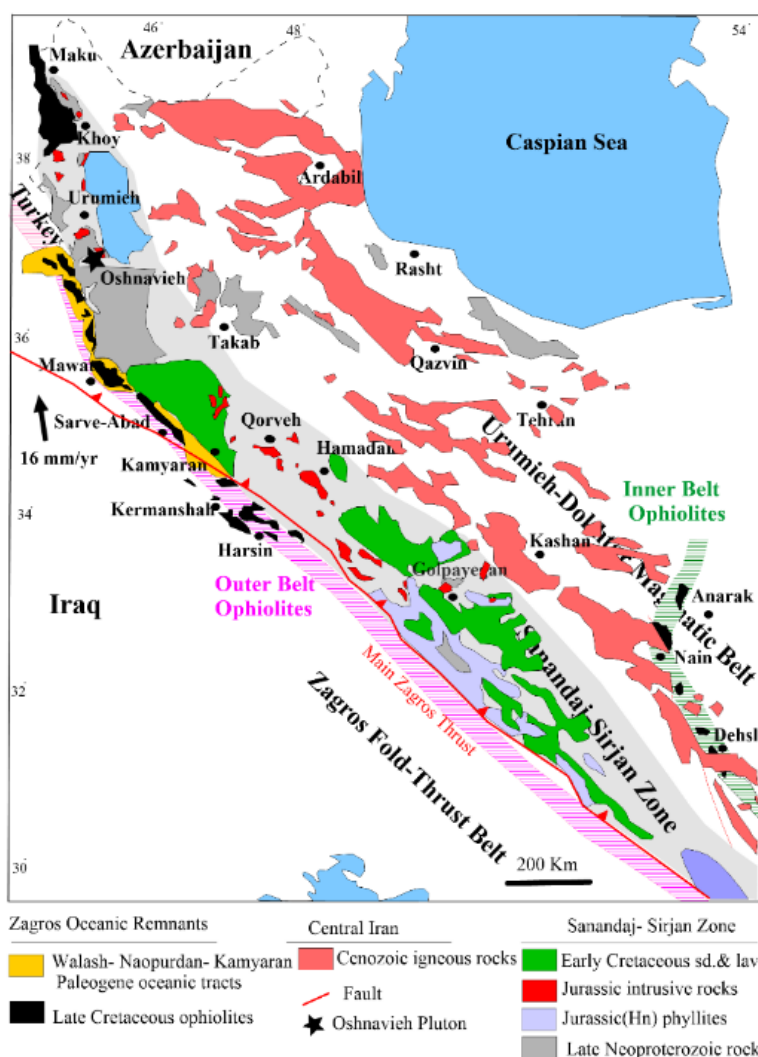 46
48
54
Maku
Azerbaijan
Caspian Sea
Khoy
38
Ardabil
Urumieh
Turkey
Rasht
Oshnavieh
36
Takab
Qazvin
Mawat
Tehran
Sarve-Abad
Qorveh
Hamadan
16 mm/yr
Kamyaran
Urumieh-Dokhtar Magmatic Belt
Inner Belt
Ophiolites
34
Kermanshah
Kashan
Harsin
Golpayegan
Outer Belt
Ophiolites
Anarak
Iraq
Nain
Sanandaj-Sirjan Zone
32
Main Zagros Thrust
Dehsl
Zagros Fold-Thrust Belt
30
200 Km
Zagros Oceanic Remnants
Walash- Naopurdan- Kamyaran
Paleogene oceanic tracts
Late Cretaceous ophiolites
Central Iran
Cenozoic igneous rocks
Fault
Oshnavieh Pluton
Sanandaj- Sirjan Zone
Early Cretaceous sd.& lav
Jurassic intrusive rocks
Jurassic(Hn) phyllites
Late Neoproterozoic rock